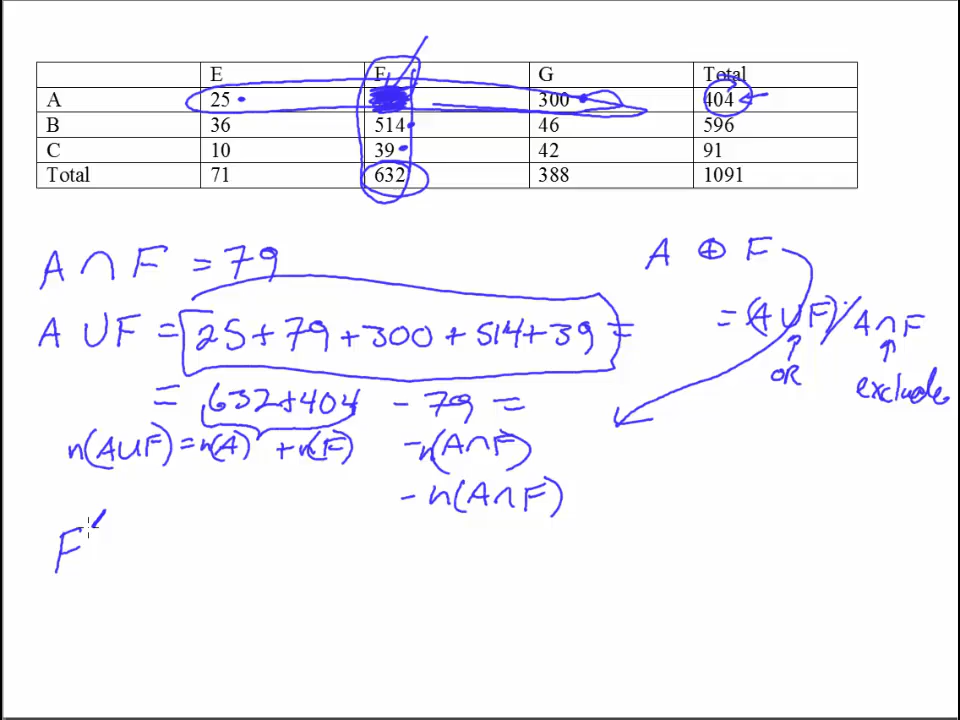 E F G Total
A 25 300 404
B 36 514 46 596
C 10 39 42 91
Total 71 632 388 1091
A ∩ F = 79
A ⊕ F
A ∪ F = 25 + 79 + 300 + 514 + 39 =
= (A ∪ F) / A ∩ F
OR
exclude
= 632 + 404 - 79 =
n(A∪F) = n(A) + n(F) - n(A∩F)
- n(A∩F)
F'